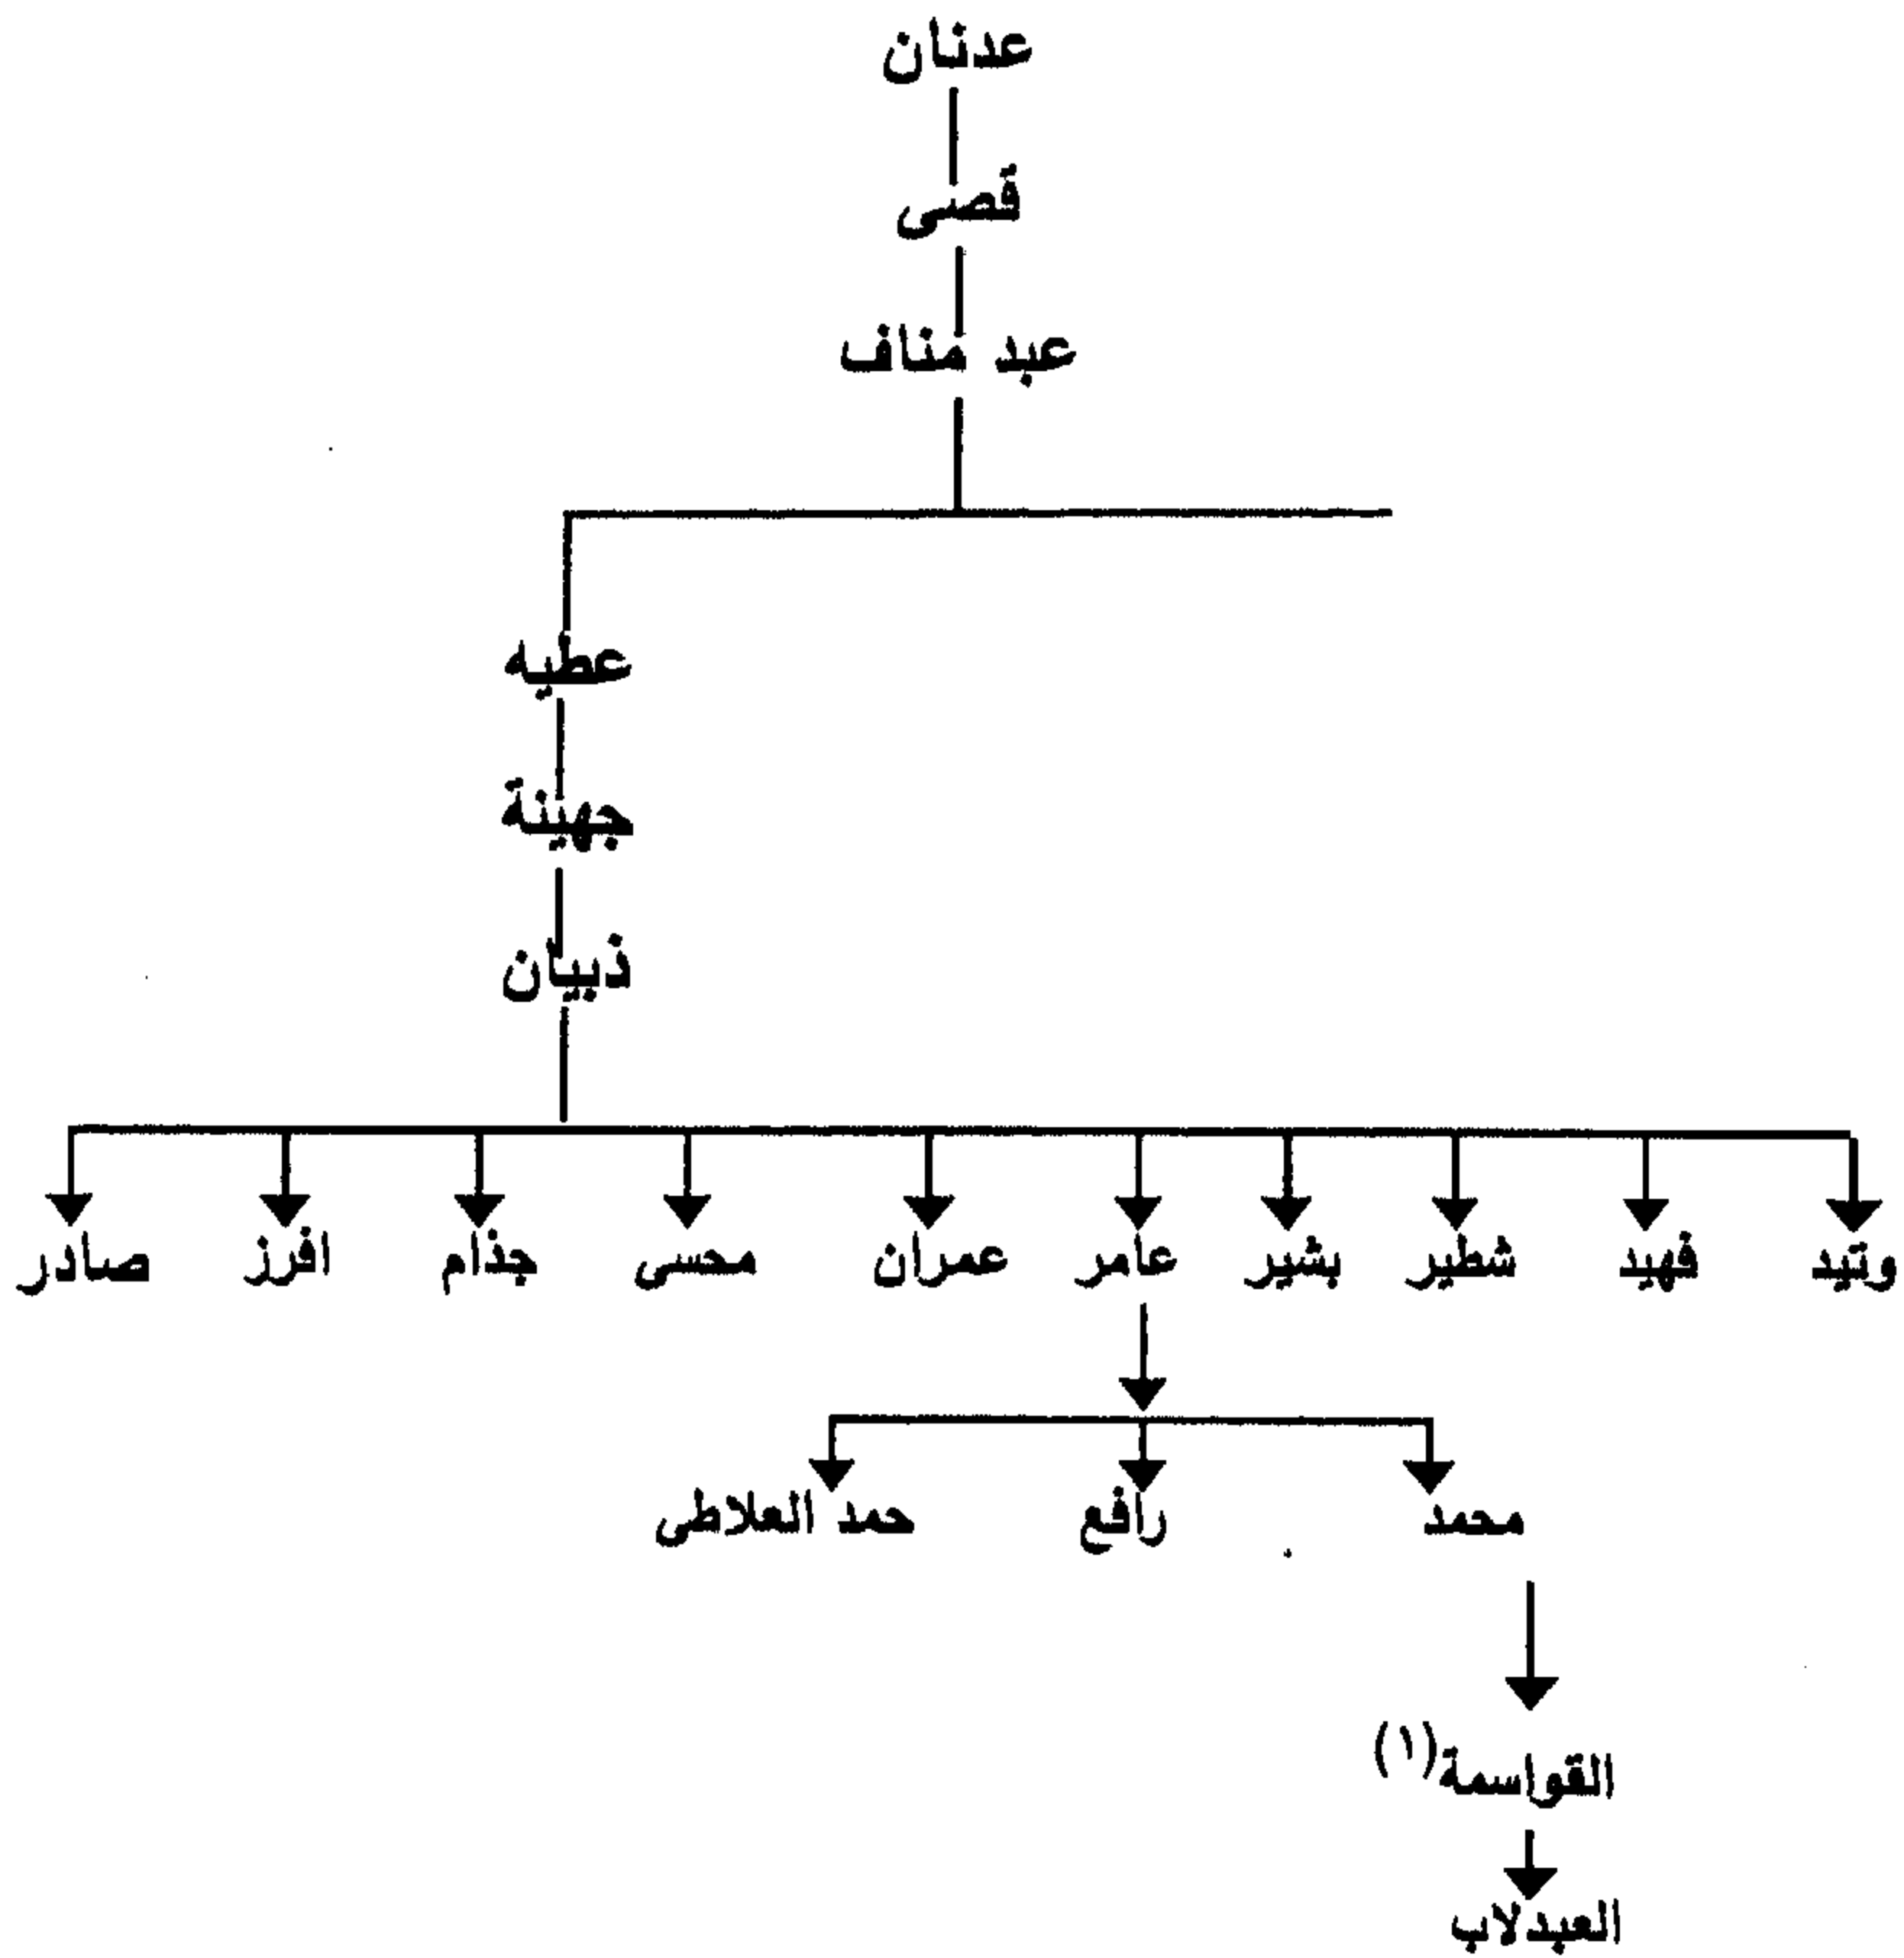 عدنان
قصى
عبد مناف
عطيه
جهينة
ذبيان
وتيد فهيد شطير بشير عامر عمران محسى جذام افرز صادر
محمد رافع حمد العلاطى
القواسمة(١)
العبدلاب